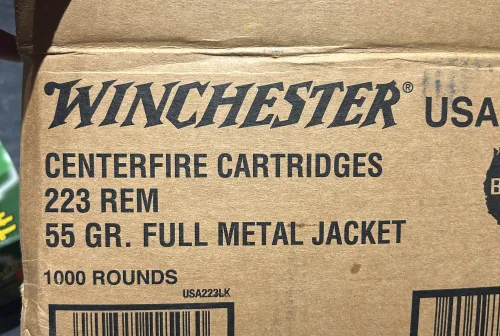 WINCHESTER® USA
CENTERFIRE CARTRIDGES
223 REM
55 GR. FULL METAL JACKET
1000 ROUNDS
USA223LK
B